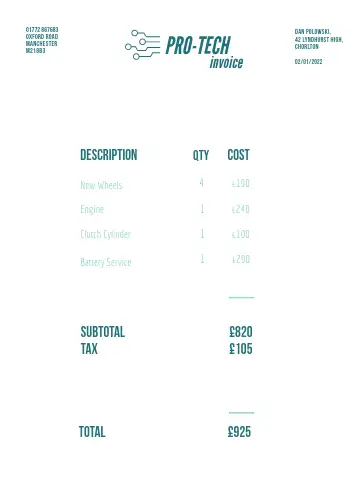 01772 667683
OXFORD ROAD
MANCHESTER
M21 8B3
PRO-TECH
invoice
DAN POLOWSKI,
42 LYNDHURST HIGH,
CHORLTON
02/01/2022
DESCRIPTION QTY COST
New Wheels 4 £190
Engine 1 £240
Clutch Cylinder 1 £100
Battery Service 1 £290
SUBTOTAL £820
TAX £105
TOTAL £925